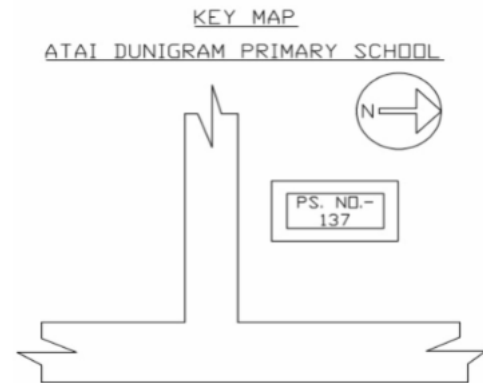 KEY MAP
ATAI DUNIGRAM PRIMARY SCHOOL
N
PS. NO.-
137